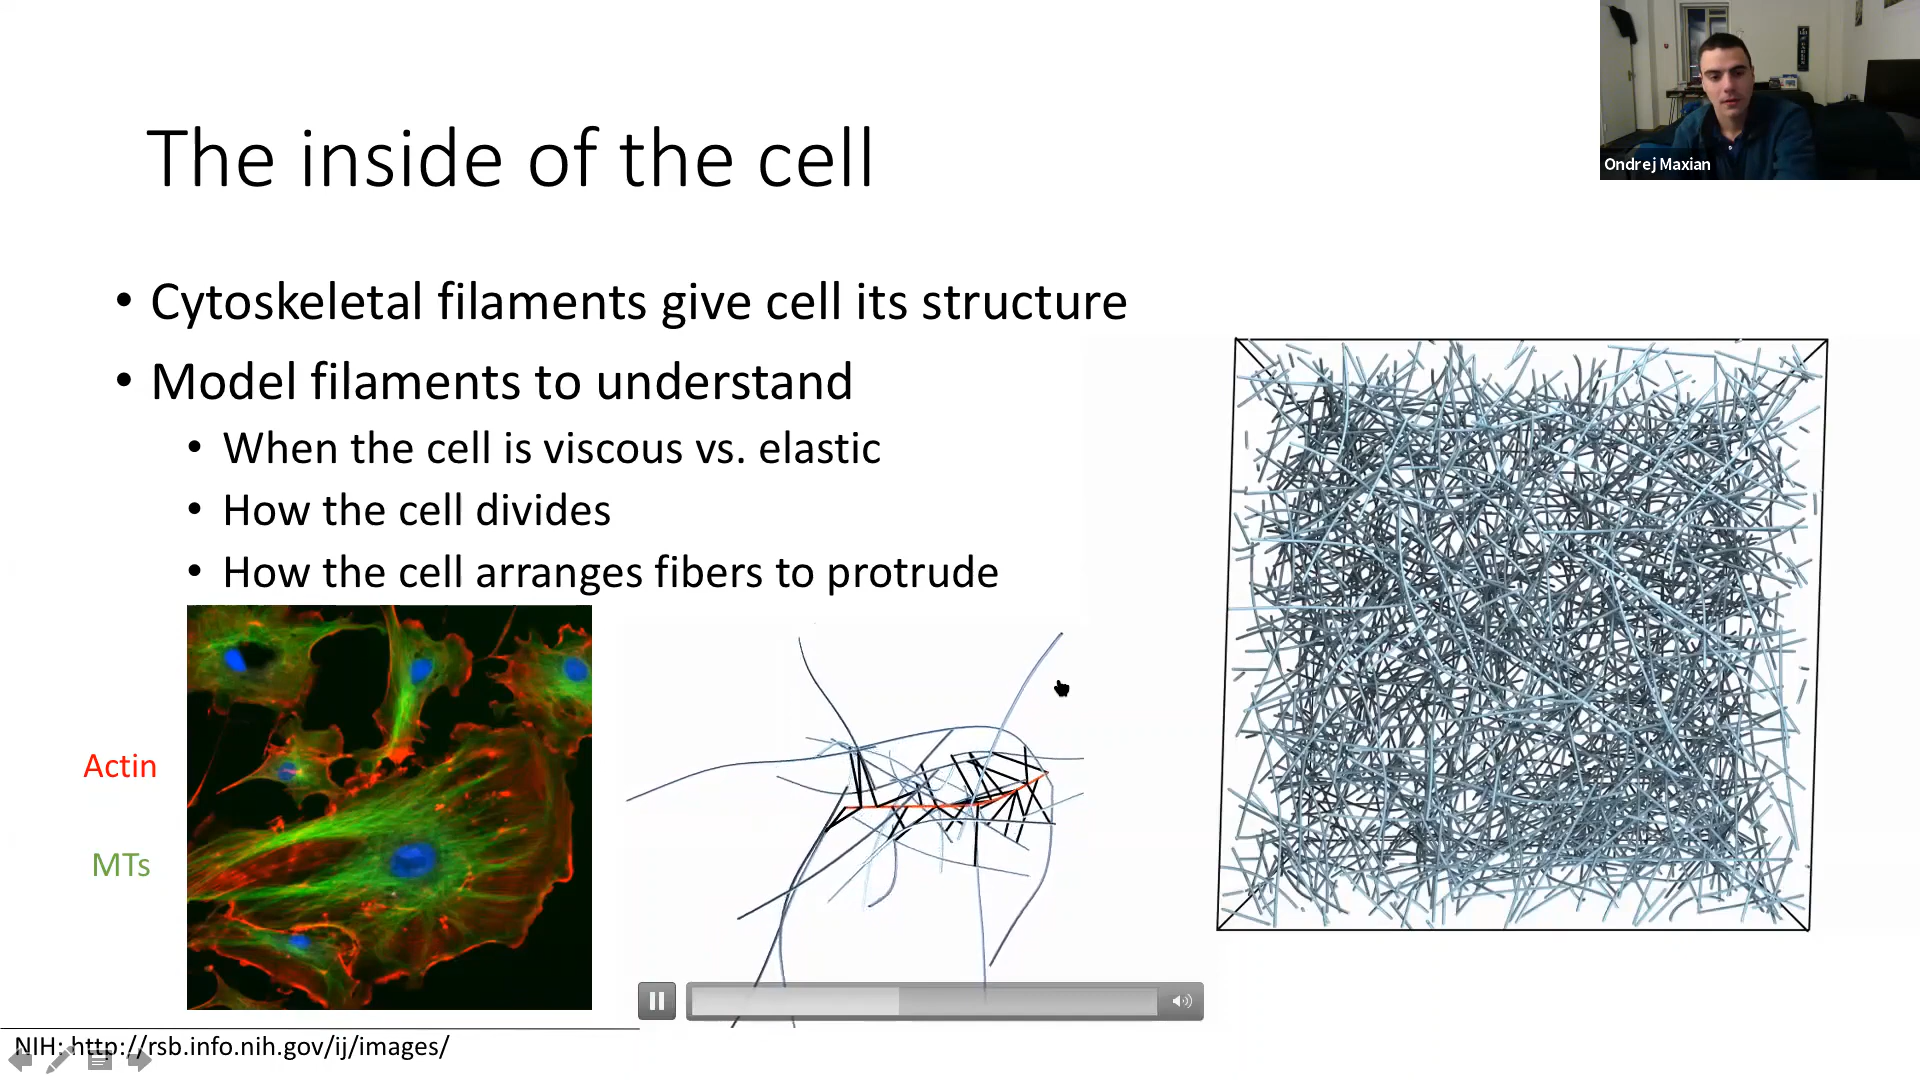 Ondrej Maxian
The inside of the cell
• Cytoskeletal filaments give cell its structure
• Model filaments to understand
• When the cell is viscous vs. elastic
• How the cell divides
• How the cell arranges fibers to protrude
Actin
MTs
NIH: http://rsb.info.nih.gov/ij/images/